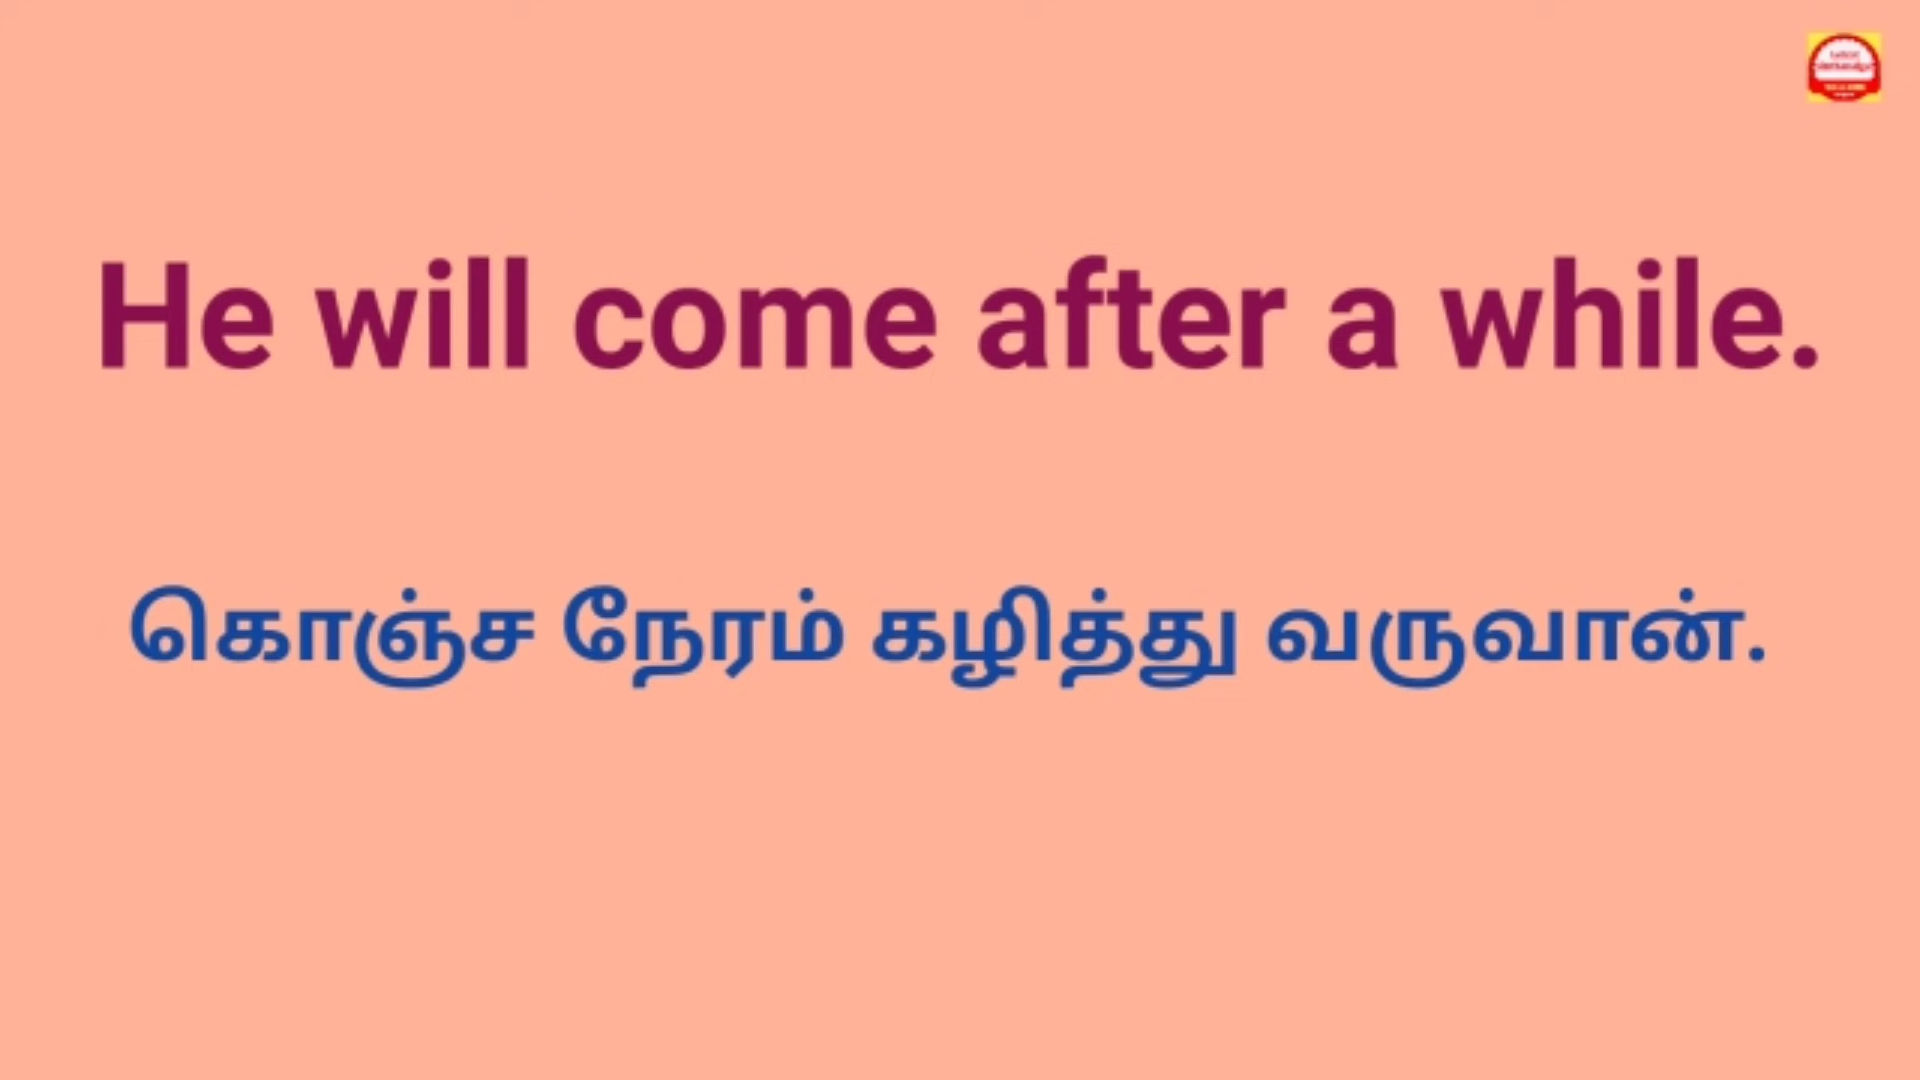 He will come after a while.
கொஞ்ச நேரம் கழித்து வருவான்.